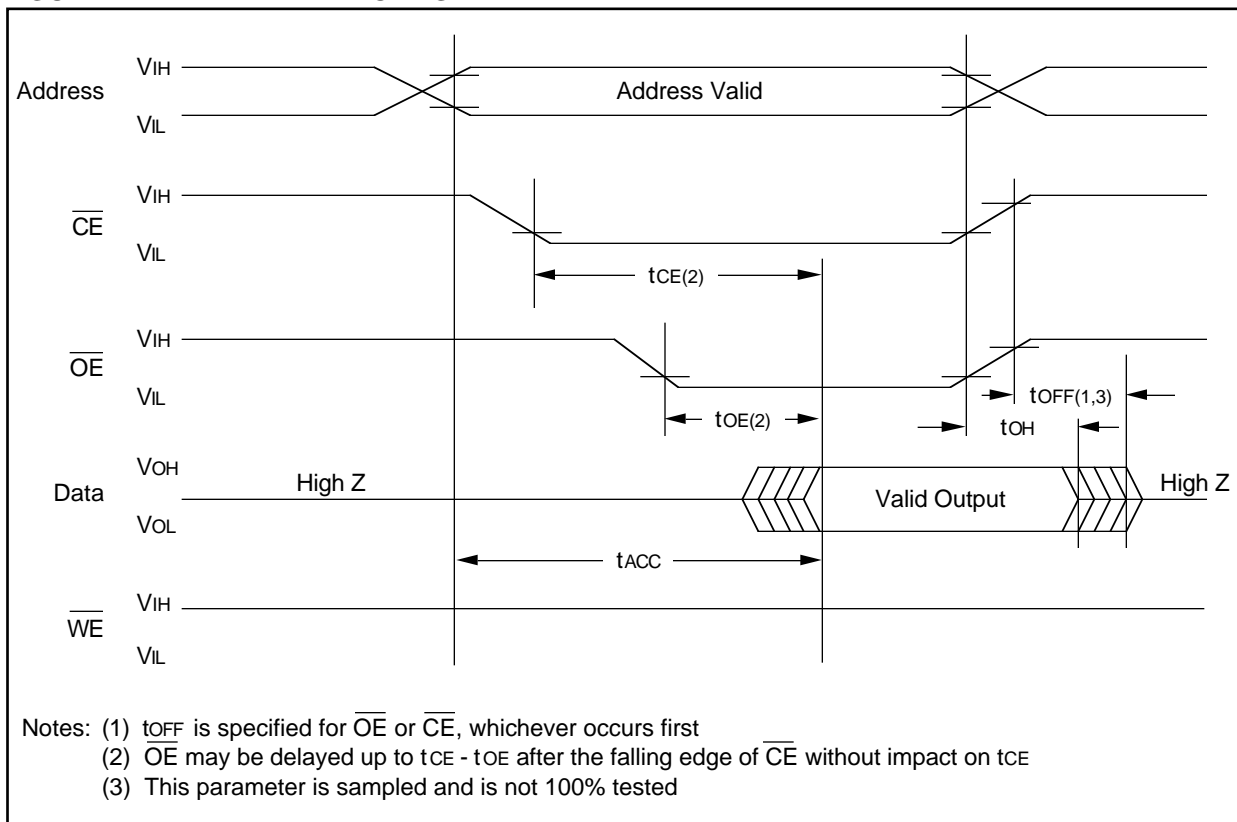 VIH
Address
Address Valid
VIL
VIH
CE
VIL
tCE(2)
VIH
OE
VIL
tOFF(1,3)
tOE(2)
tOH
VOH
High Z
High Z
Data
Valid Output
VOL
tACC
VIH
WE
VIL
Notes: (1) tOFF is specified for OE or CE, whichever occurs first
(2) OE may be delayed up to tCE - tOE after the falling edge of CE without impact on tCE
(3) This parameter is sampled and is not 100% tested